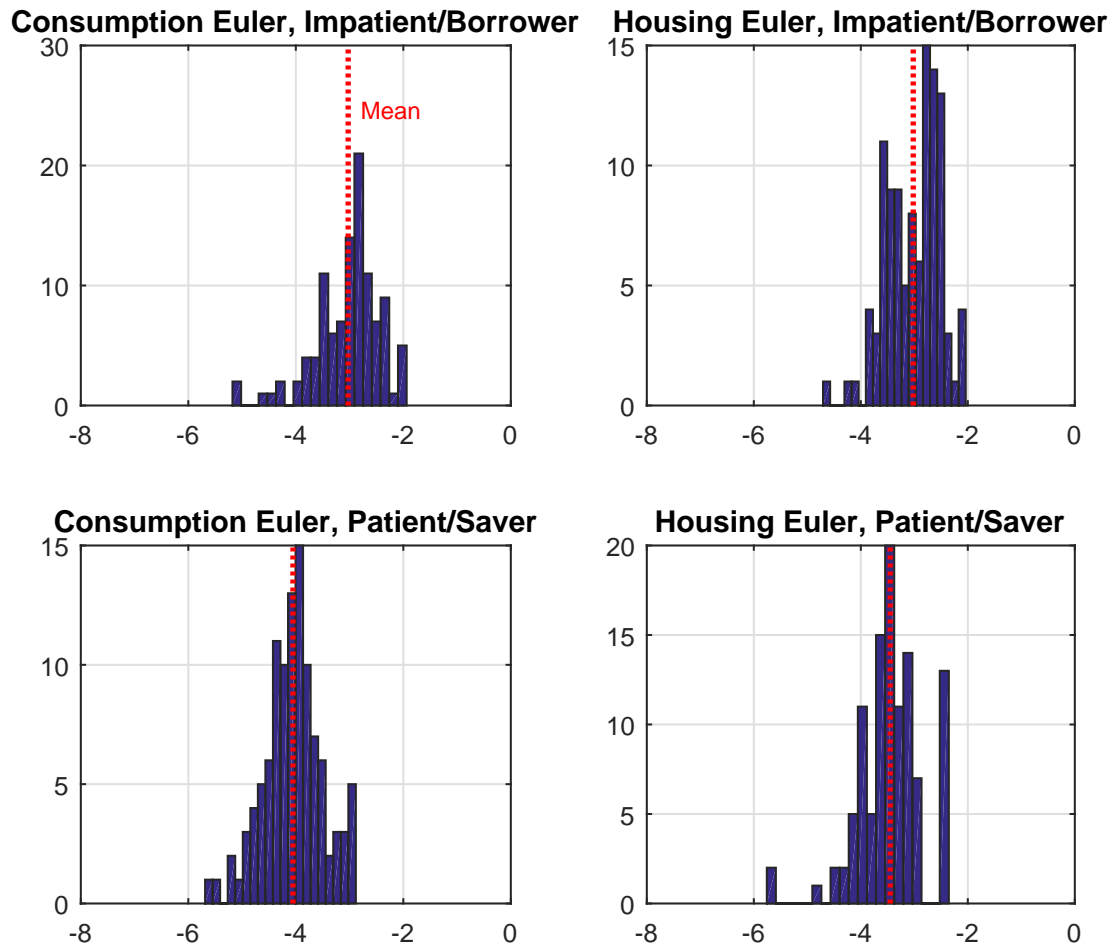 Consumption Euler, Impatient/Borrower
30
20
10
0
-8 -6 -4 -2 0
Mean
Housing Euler, Impatient/Borrower
15
10
5
0
-8 -6 -4 -2 0
Consumption Euler, Patient/Saver
15
10
5
0
-8 -6 -4 -2 0
Housing Euler, Patient/Saver
20
15
10
5
0
-8 -6 -4 -2 0